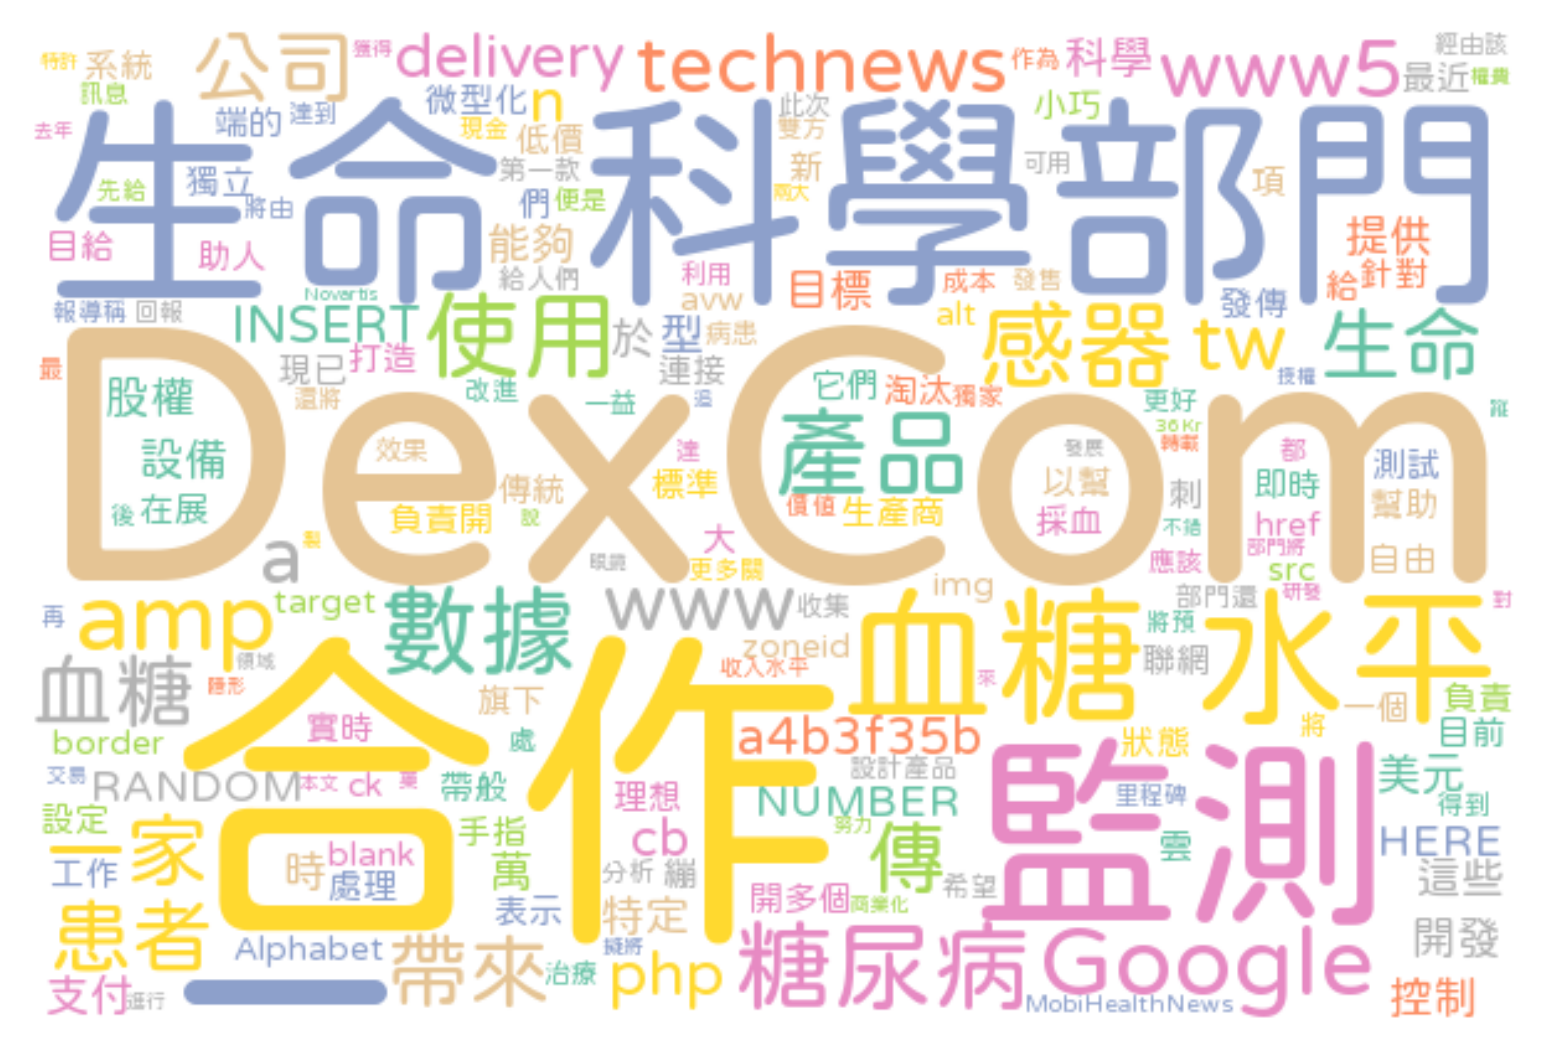 特許 系統 公司 獲得 delivery technews 作為 科學 www5 最近 經由該
訊息 權貴
去年 端的 達到 微型化 n 現金 低價 此次 雙方 小巧
生命科學部門
先給 獨立 將由 第一款 們 便是 新 兩大 可用 項
目給 助人 能夠 給人們 利用 目標 成本 發售 提供 給 針對
報導稱 回報 Novartis INSERT 使用 於 型 avw 病患 alt 感器 tw 發傳 生命
最 現已 打造 連接 授權
DexCom
股權 還將 改進 一益 追 它們 淘汰 獨家 更好 36Kr 轉載
設備 效果 傳統 達 標準 產品 發展 以幫 都 測試
後 在展 負責開 說 價值 生產商 採血 刺 即時 幫助
a 大 眼鏡 更多關 不錯 href 部門將 應該 src 自由
再 amp target 數據 www 收集 img 血糖水平 部門還 研發 對
血糖 領域 隱形 zoneid 收入水平 來 將預 聯網
合作
border 實時 旗下 處 a4b3f35b 狀態 將 一個 負責 目前
交易 RANDOM 本文 ck 藥 帶般 理想 設計產品 監測 里程碑 美元 得到
設定 一 家 手指 cb NUMBER 努力 傳 雲 HERE
工作 時 blank 處理 萬 分析 繃 希望 這些
患者 表示 特定 開多個 商業化 開發
Alphabet 帶來 擬將 治療 php 糖尿病 Google 控制
支付 進行 一 MobiHealthNews